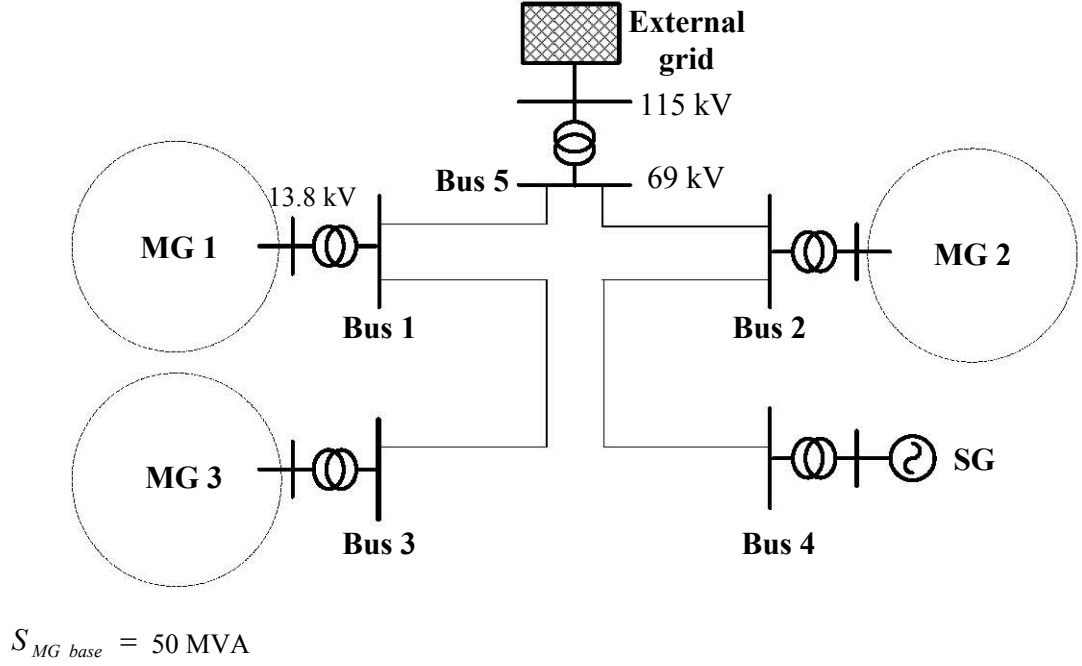 External
grid
115 kV
Bus 5
69 kV
13.8 kV
MG 1
MG 2
Bus 1
Bus 2
MG 3
SG
Bus 3
Bus 4
S MG base = 50 MVA